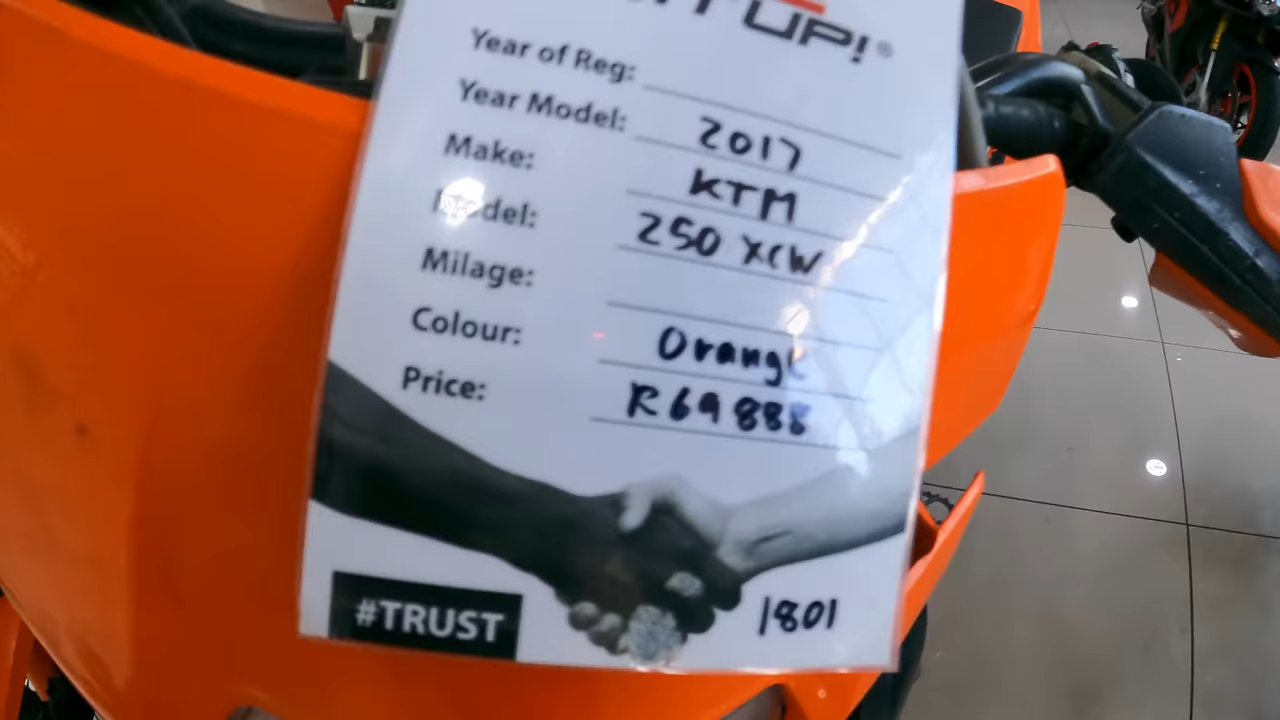 UP!
Year of Reg:
Year Model: 2017
Make: KTM
Model: 250 XCW
Milage:
Colour: Orange
Price: R69 888
#TRUST
1801